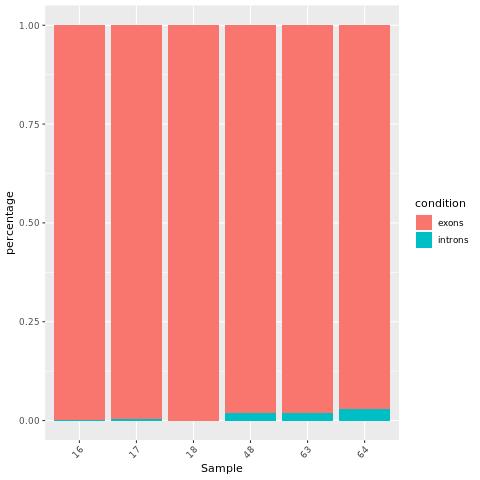 1.00
0.75
0.50
0.25
0.00
percentage
16
17
18
48
63
64
Sample
condition
exons
introns